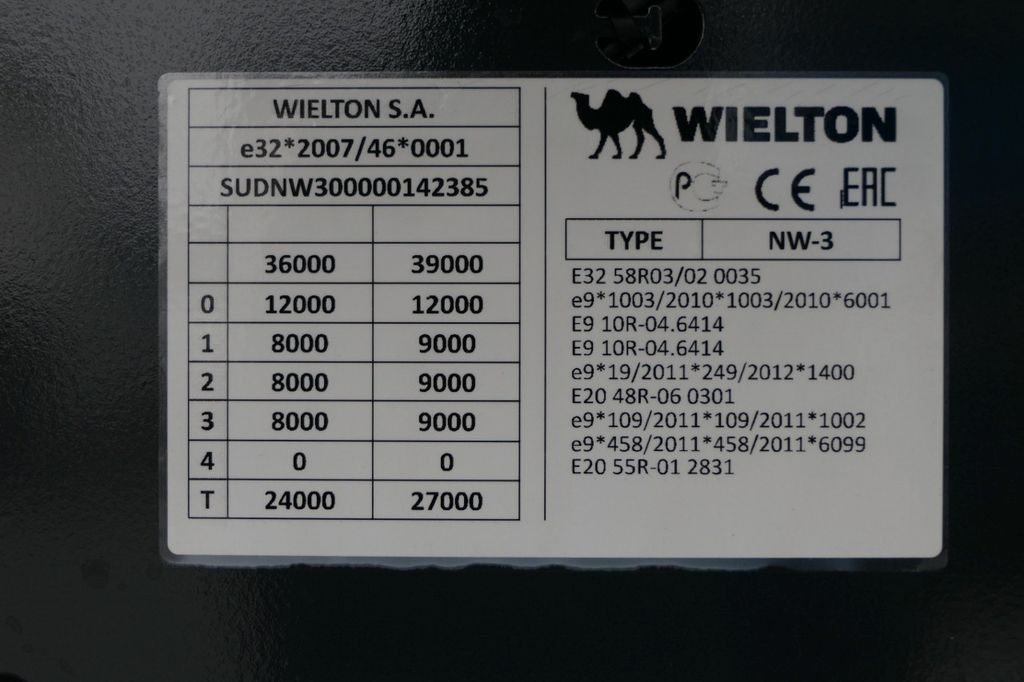 WIELTON S.A.
e32*2007/46*0001
SUDNW300000142385
36000 39000
0 12000 12000
1 8000 9000
2 8000 9000
3 8000 9000
4 0 0
T 24000 27000
WIELTON
CE EAC
TYPE NW-3
E32 58R03/02 0035
e9*1003/2010*1003/2010*6001
E9 10R-04.6414
E9 10R-04.6414
e9*19/2011*249/2012*1400
E20 48R-06 0301
e9*109/2011*109/2011*1002
e9*458/2011*458/2011*6099
E20 55R-01 2831